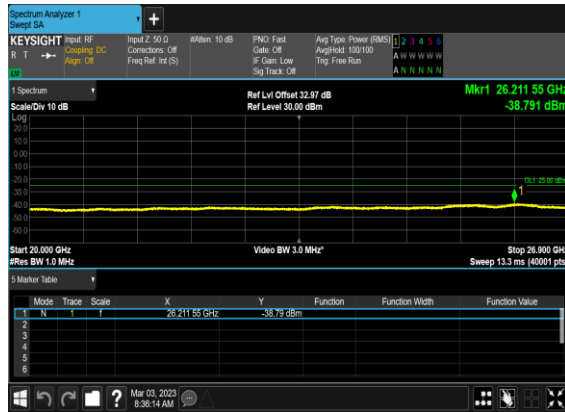 Spectrum Analyzer 1
Swept SA
+
KEYSIGHT Input: RF Input Z: 50 Ω #Atten: 10 dB PNO: Fast Avg Type: Power (RMS) 1 2 3 4 5 6
R T Coupling: DC Corrections: Off Gate: Off Avg|Hold: 100/100 A W W W W W
Align: Off Freq Ref: Int (S) IF Gain: Low Trig: Free Run
Sig Track: Off A N N N N N
1 Spectrum Ref Lvl Offset 32.97 dB Mkr1 26.211 55 GHz
Scale/Div 10 dB Ref Level 30.00 dBm -38.791 dBm
Log
20.0
10.0
0.00
-10.0
-20.0
DL1 -25.00 dBm
-30.0
1
-40.0
-50.0
-60.0
Start 20.000 GHz Video BW 3.0 MHz* Stop 26.900 GHz
#Res BW 1.0 MHz Sweep 13.3 ms (40001 pts)
5 Marker Table
Mode Trace Scale X Y Function Function Width Function Value
1 N 1 f 26.211 55 GHz -38.79 dBm
2
3
4
5
6
? Mar 03, 2023
8:36:14 AM